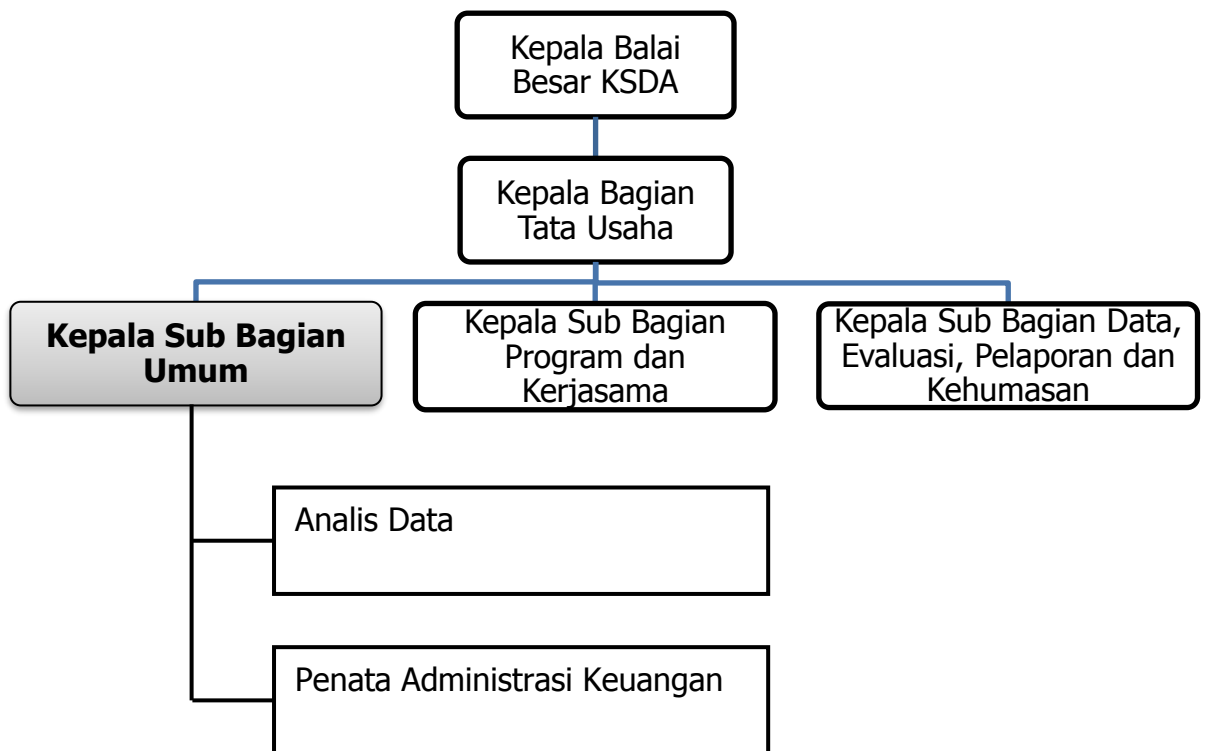 Kepala Balai
Besar KSDA
Kepala Bagian
Tata Usaha
Kepala Sub Bagian
Umum
Kepala Sub Bagian
Program dan
Kerjasama
Kepala Sub Bagian Data,
Evaluasi, Pelaporan dan
Kehumasan
Analis Data
Penata Administrasi Keuangan